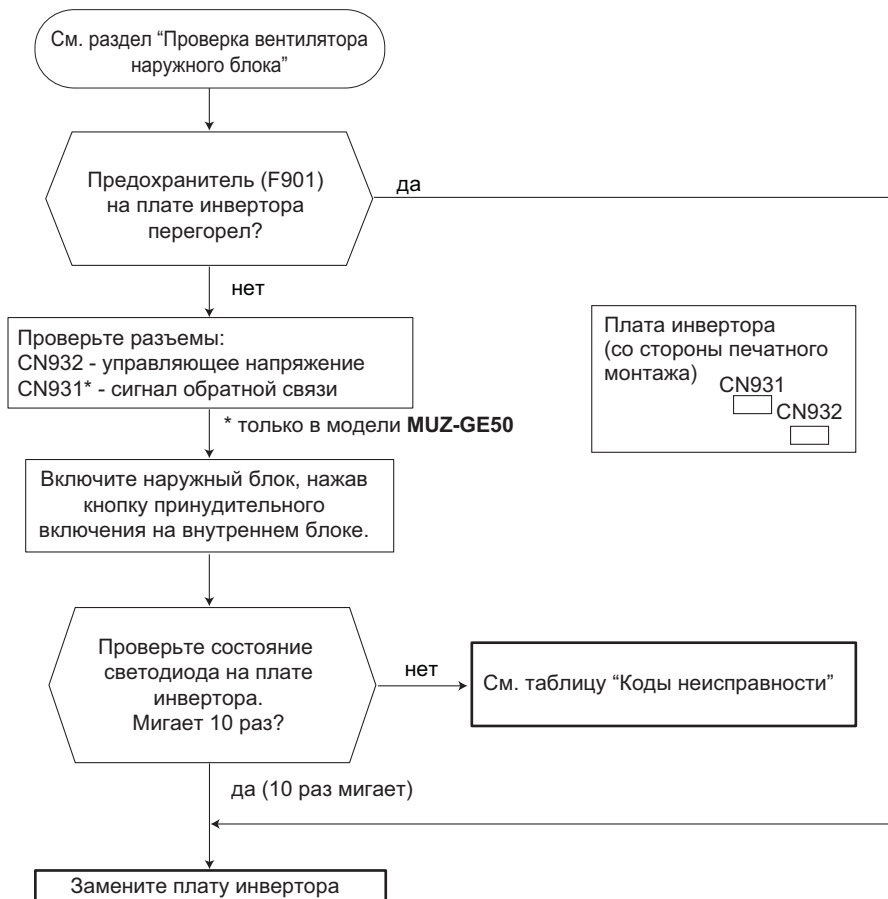 См. раздел “Проверка вентилятора
наружного блока”
Предохранитель (F901)
на плате инвертора
перегорел?
да
нет
Проверьте разъемы:
CN932 - управляющее напряжение
CN931* - сигнал обратной связи
* только в модели MUZ-GE50
Плата инвертора
(со стороны печатного
монтажа)
CN931
CN932
Включите наружный блок, нажав
кнопку принудительного
включения на внутреннем блоке.
Проверьте состояние
светодиода на плате
инвертора.
Мигает 10 раз?
нет
См. таблицу “Коды неисправности”
да (10 раз мигает)
Замените плату инвертора